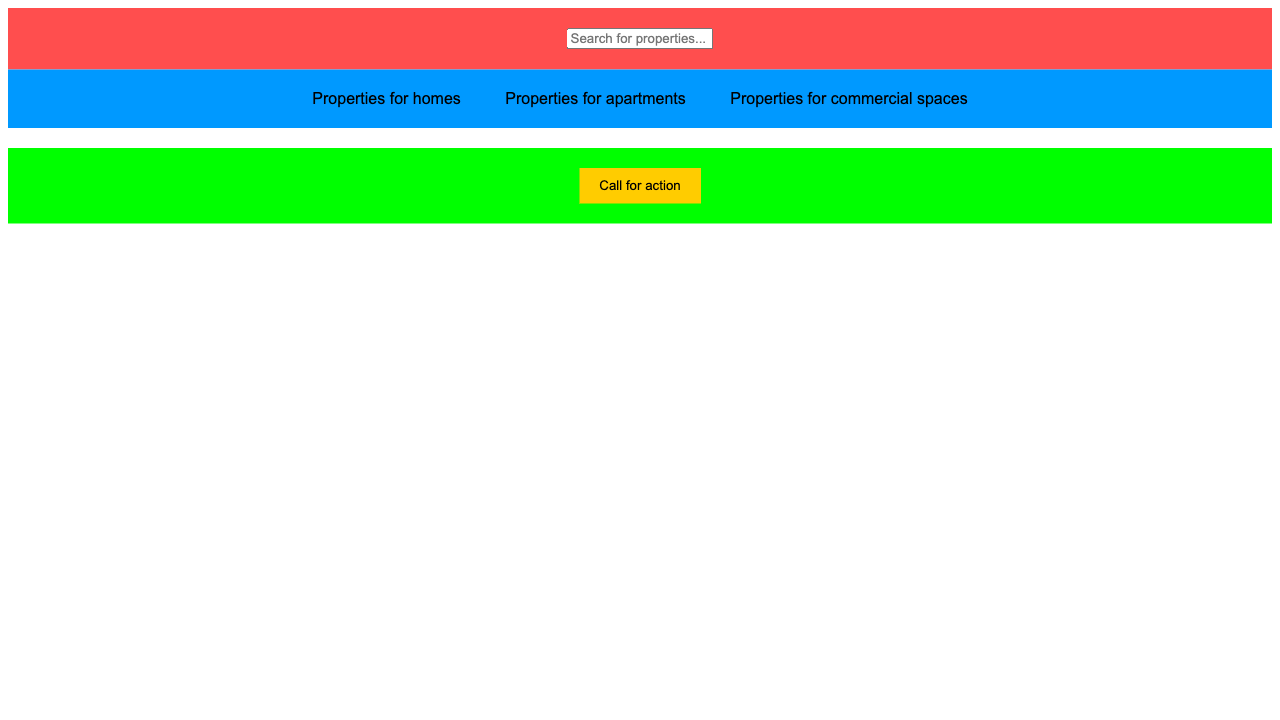 Search for properties...
Properties for homes Properties for apartments Properties for commercial spaces
Call for action